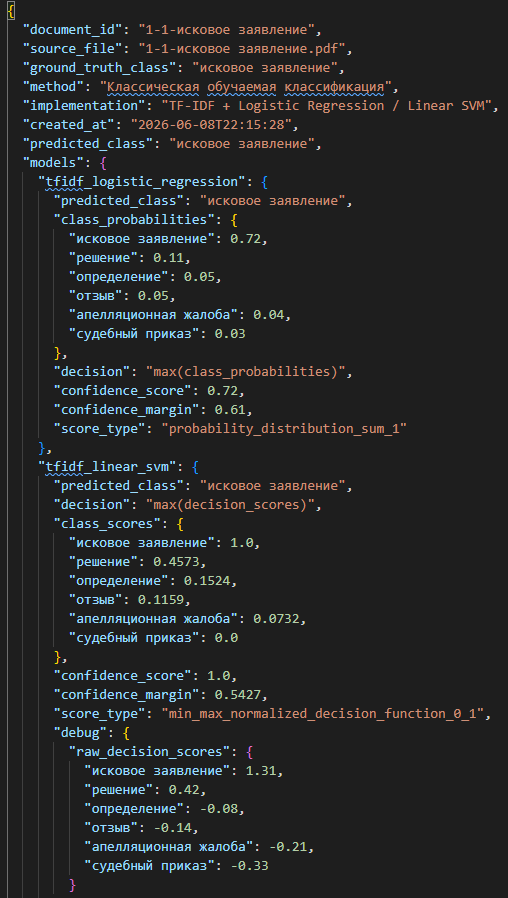 {
"document_id": "1-1-исковое заявление",
"source_file": "1-1-исковое заявление.pdf",
"ground_truth_class": "исковое заявление",
"method": "Классическая обучаемая классификация",
"implementation": "TF-IDF + Logistic Regression / Linear SVM",
"created_at": "2026-06-08T22:15:28",
"predicted_class": "исковое заявление",
"models": {
"tfidf_logistic_regression": {
"predicted_class": "исковое заявление",
"class_probabilities": {
"исковое заявление": 0.72,
"решение": 0.11,
"определение": 0.05,
"отзыв": 0.05,
"апелляционная жалоба": 0.04,
"судебный приказ": 0.03
},
"decision": "max(class_probabilities)",
"confidence_score": 0.72,
"confidence_margin": 0.61,
"score_type": "probability_distribution_sum_1"
},
"tfidf_linear_svm": {
"predicted_class": "исковое заявление",
"decision": "max(decision_scores)",
"class_scores": {
"исковое заявление": 1.0,
"решение": 0.4573,
"определение": 0.1524,
"отзыв": 0.1159,
"апелляционная жалоба": 0.0732,
"судебный приказ": 0.0
},
"confidence_score": 1.0,
"confidence_margin": 0.5427,
"score_type": "min_max_normalized_decision_function_0_1",
"debug": {
"raw_decision_scores": {
"исковое заявление": 1.31,
"решение": 0.42,
"определение": -0.08,
"отзыв": -0.14,
"апелляционная жалоба": -0.21,
"судебный приказ": -0.33
}